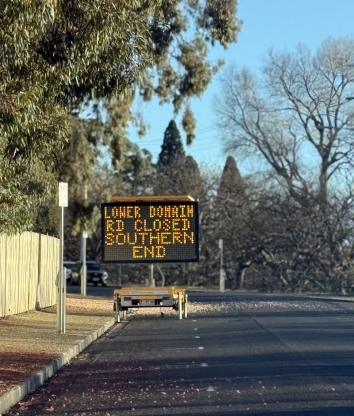 LOWER DOMAIN
RD CLOSED
SOUTHERN
END